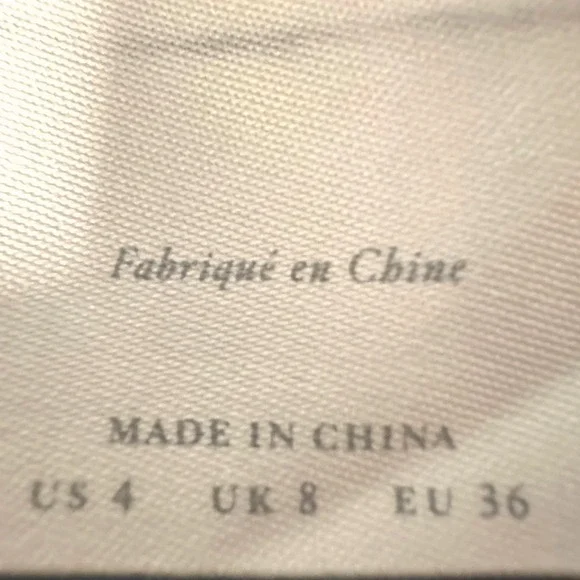 Fabriqué en Chine
MADE IN CHINA
US 4 UK 8 EU 36